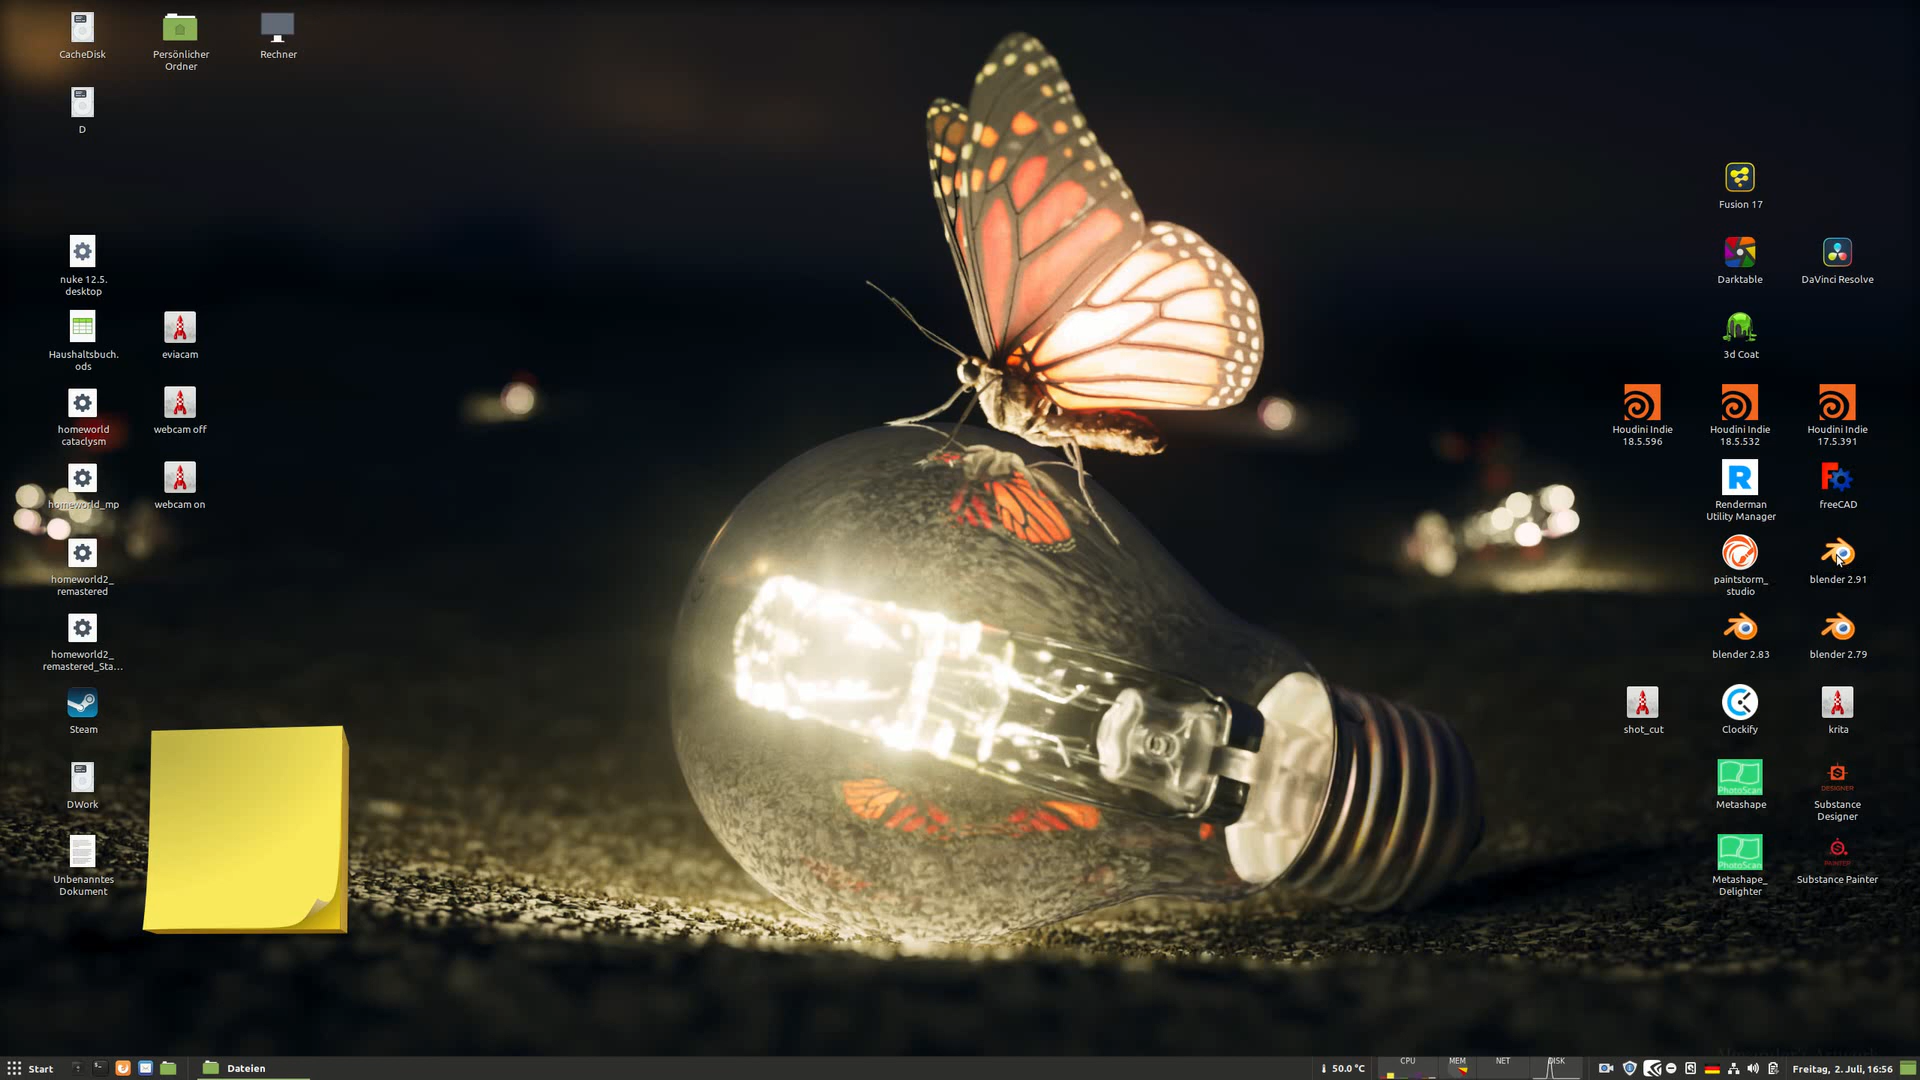 CacheDisk
Persönlicher
Ordner
Rechner
D
Fusion 17
nuke 12.5.
desktop
Darktable
DaVinci Resolve
Haushaltsbuch.
ods
eviacam
3d Coat
homeworld
cataclysm
webcam off
Houdini Indie
18.5.596
Houdini Indie
18.5.532
Houdini Indie
17.5.391
homeworld_mp
webcam on
R
Renderman
Utility Manager
freeCAD
homeworld2_
remastered
paintstorm_
studio
blender 2.91
homeworld2_
remastered_Sta...
blender 2.83
blender 2.79
Steam
shot_cut
Clockify
krita
DWork
PhotoScan
Metashape
DESIGNER
Substance
Designer
Unbenanntes
Dokument
PhotoScan
Metashape_
Delighter
PAINTER
Substance Painter
Start
Dateien
50.0 °C
CPU
MEM
NET
DISK
Freitag, 2. Juli, 16:56